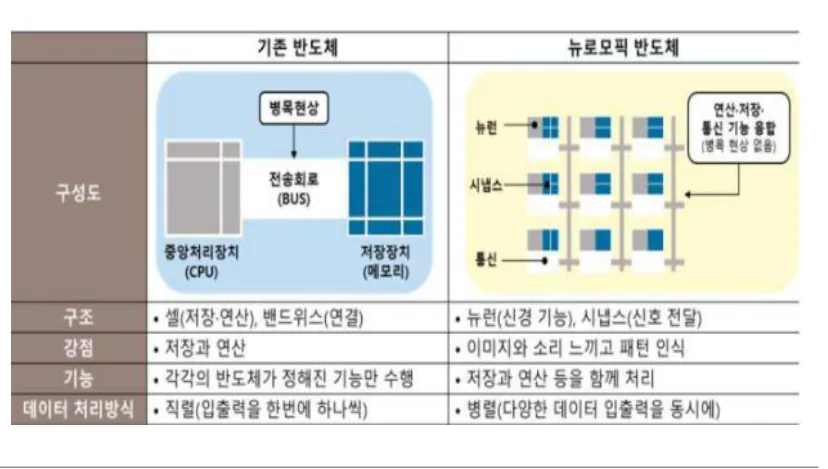 기존 반도체 뉴로모픽 반도체
구성도
병목현상
전송회로
(BUS)
중앙처리장치
(CPU)
저장장치
(메모리)
뉴런
시냅스
통신
연산·저장·
통신 기능 융합
(병목 현상 없음)
구조 • 셀(저장·연산), 밴드위스(연결) • 뉴런(신경 기능), 시냅스(신호 전달)
강점 • 저장과 연산 • 이미지와 소리 느끼고 패턴 인식
기능 • 각각의 반도체가 정해진 기능만 수행 • 저장과 연산 등을 함께 처리
데이터 처리방식 • 직렬(입출력을 한번에 하나씩) • 병렬(다양한 데이터 입출력을 동시에)